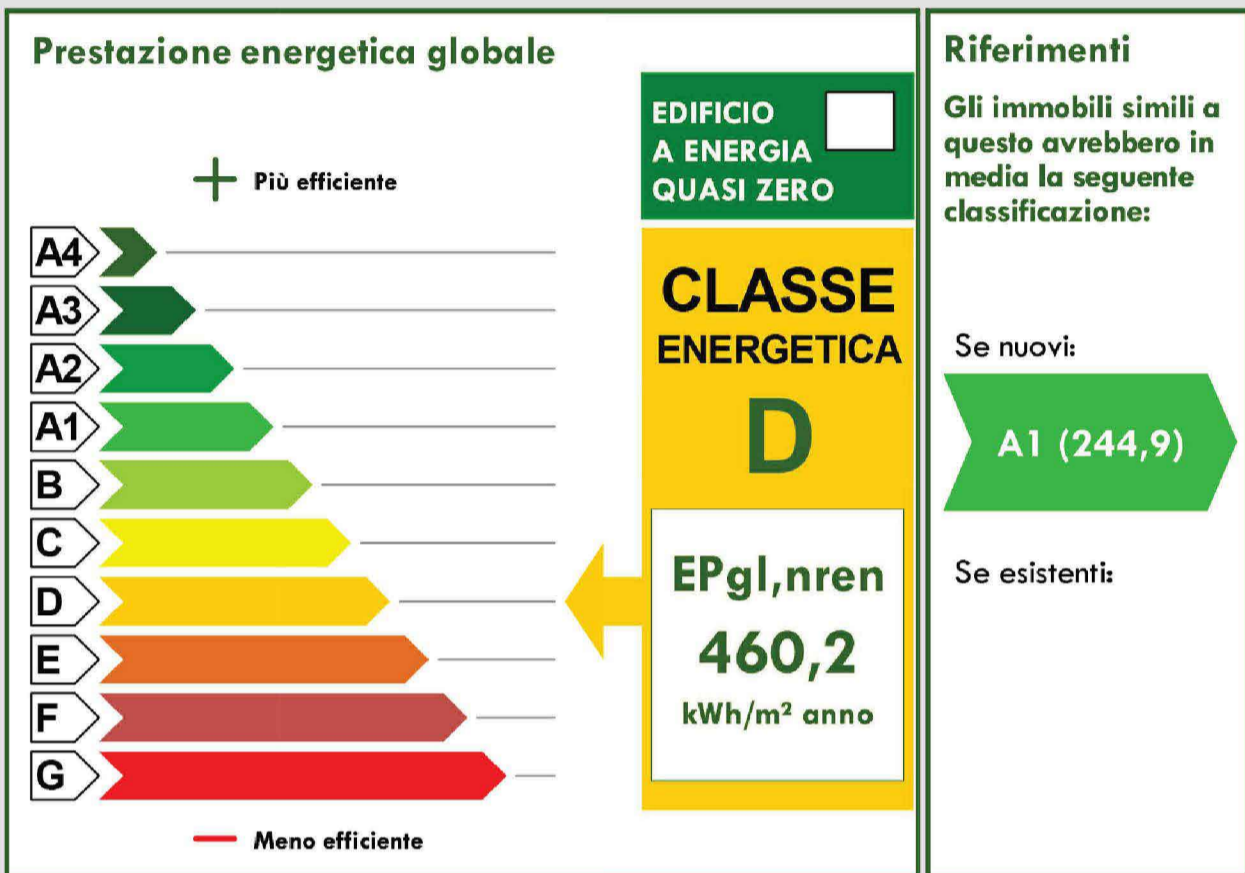 Prestazione energetica globale
Più efficiente
A4
A3
A2
A1
B
C
D
E
F
G
Meno efficiente
EDIFICIO
A ENERGIA
QUASI ZERO
CLASSE
ENERGETICA
D
EPgl,nren
460,2
kWh/m² anno
Riferimenti
Gli immobili simili a
questo avrebbero in
media la seguente
classificazione:
Se nuovi:
A1 (244,9)
Se esistenti: